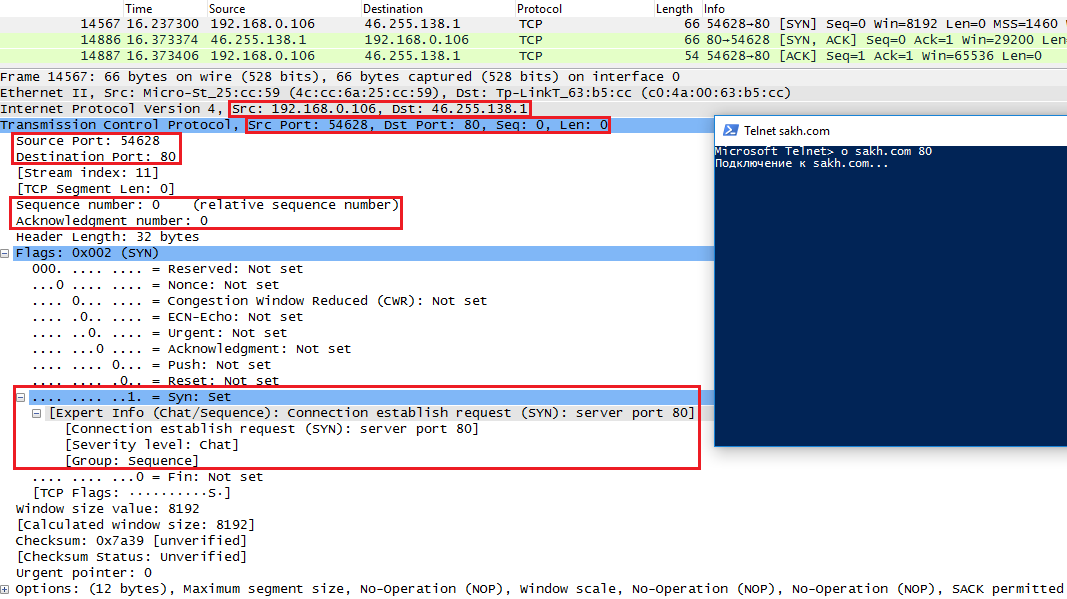 Time Source Destination Protocol Length Info
14567 16.237300 192.168.0.106 46.255.138.1 TCP 66 54628→80 [SYN] Seq=0 Win=8192 Len=0 MSS=1460
14886 16.373374 46.255.138.1 192.168.0.106 TCP 66 80→54628 [SYN, ACK] Seq=0 Ack=1 Win=29200 Len=
14887 16.373406 192.168.0.106 46.255.138.1 TCP 54 54628→80 [ACK] Seq=1 Ack=1 Win=65536 Len=0
Frame 14567: 66 bytes on wire (528 bits), 66 bytes captured (528 bits) on interface 0
Ethernet II, Src: Micro-St_25:cc:59 (4c:cc:6a:25:cc:59), Dst: Tp-LinkT_63:b5:cc (c0:4a:00:63:b5:cc)
Internet Protocol Version 4, Src: 192.168.0.106, Dst: 46.255.138.1
Transmission Control Protocol, Src Port: 54628, Dst Port: 80, Seq: 0, Len: 0
Source Port: 54628
Destination Port: 80
[Stream index: 11]
[TCP Segment Len: 0]
Sequence number: 0 (relative sequence number)
Acknowledgment number: 0
Header Length: 32 bytes
Flags: 0x002 (SYN)
000. .... .... = Reserved: Not set
...0 .... .... = Nonce: Not set
.... 0... .... = Congestion Window Reduced (CWR): Not set
.... .0.. .... = ECN-Echo: Not set
.... ..0. .... = Urgent: Not set
.... ...0 .... = Acknowledgment: Not set
.... .... 0... = Push: Not set
.... .... .0.. = Reset: Not set
.... .... ..1. = Syn: Set
[Expert Info (Chat/Sequence): Connection establish request (SYN): server port 80]
[Connection establish request (SYN): server port 80]
[Severity level: Chat]
[Group: Sequence]
.... .... ...0 = Fin: Not set
[TCP Flags: ··········S·]
Window size value: 8192
[Calculated window size: 8192]
Checksum: 0x7a39 [unverified]
[Checksum Status: Unverified]
Urgent pointer: 0
Options: (12 bytes), Maximum segment size, No-Operation (NOP), Window scale, No-Operation (NOP), No-Operation (NOP), SACK permitted
Telnet sakh.com
Microsoft Telnet> o sakh.com 80
Подключение к sakh.com...